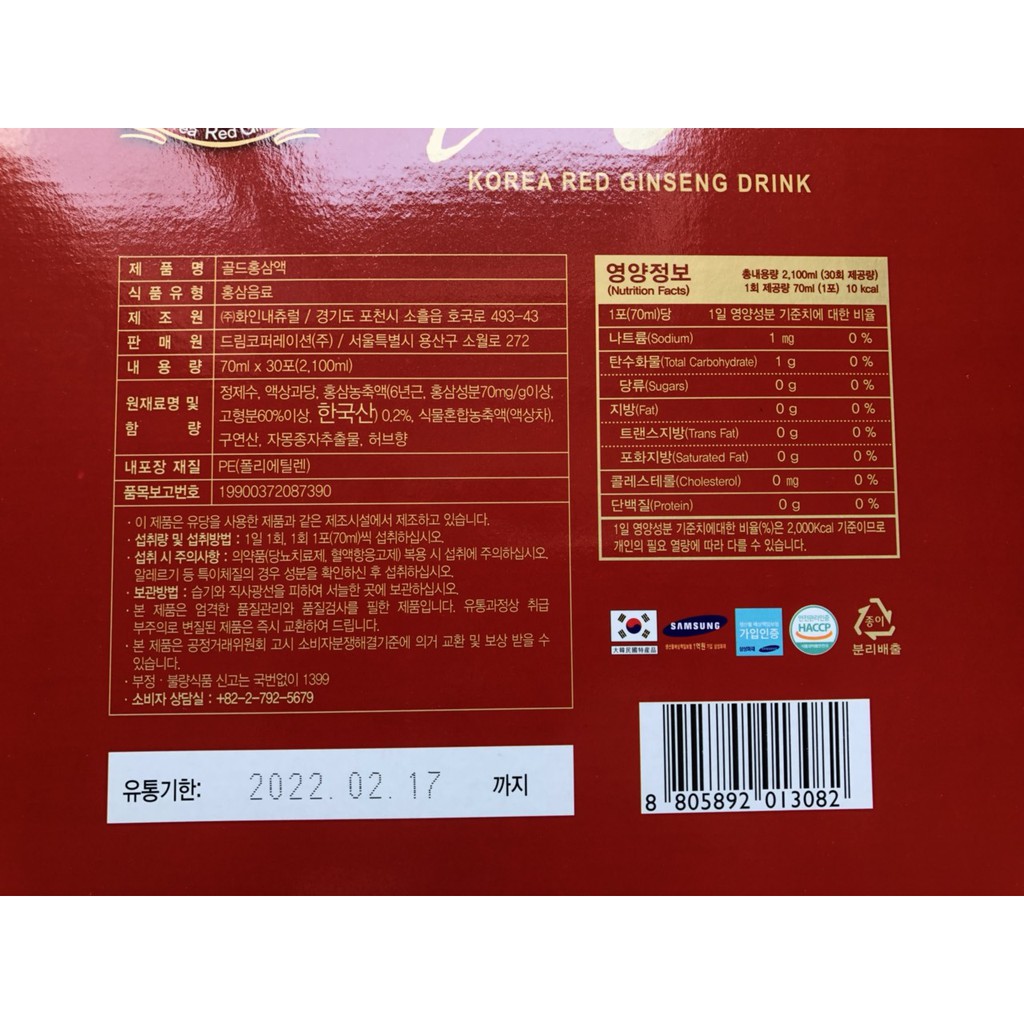 Red Gin
KOREA RED GINSENG DRINK
제 품 명 골드홍삼액
식 품 유 형 홍삼음료
제 조 원 ㈜화인내츄럴 / 경기도 포천시 소흘읍 호국로 493-43
판 매 원 드림코퍼레이션(주) / 서울특별시 용산구 소월로 272
내 용 량 70ml x 30포(2,100ml)
원재료명 및 함 량 정제수, 액상과당, 홍삼농축액(6년근, 홍삼성분70mg/g이상,
고형분60%이상, 한국산) 0.2%, 식물혼합농축액(액상차),
구연산, 자몽종자추출물, 허브향
내포장 재질 PE(폴리에틸렌)
품목보고번호 19900372087390
· 이 제품은 유당을 사용한 제품과 같은 제조시설에서 제조하고 있습니다.
· 섭취량 및 섭취방법 : 1일 1회, 1회 1포(70ml)씩 섭취하십시오.
· 섭취 시 주의사항 : 의약품(당뇨치료제, 혈액항응고제) 복용 시 섭취에 주의하십시오.
알레르기 등 특이체질의 경우 성분을 확인하신 후 섭취하십시오.
· 보관방법 : 습기와 직사광선을 피하여 서늘한 곳에 보관하십시오.
· 본 제품은 엄격한 품질관리와 품질검사를 필한 제품입니다. 유통과정상 취급
부주의로 변질된 제품은 즉시 교환하여 드립니다.
· 본 제품은 공정거래위원회 고시 소비자분쟁해결기준에 의거 교환 및 보상 받을 수
있습니다.
· 부정 · 불량식품 신고는 국번없이 1399
· 소비자 상담실 : +82-2-792-5679
유통기한: 2022. 02. 17 까지
영양정보
(Nutrition Facts)
총내용량 2,100ml (30회 제공량)
1회 제공량 70ml (1포) 10 kcal
1포(70ml)당 1일 영양성분 기준치에 대한 비율
나트륨(Sodium) 1 mg 0 %
탄수화물(Total Carbohydrate) 1 g 0 %
당류(Sugars) 0 g 0 %
지방(Fat) 0 g 0 %
트랜스지방(Trans Fat) 0 g 0 %
포화지방(Saturated Fat) 0 g 0 %
콜레스테롤(Cholesterol) 0 mg 0 %
단백질(Protein) 0 g 0 %
1일 영양성분 기준치에대한 비율(%)은 2,000Kcal 기준이므로
개인의 필요 열량에 따라 다를 수 있습니다.
大韓民國特産品
SAMSUNG
가입인증
삼성화재
HACCP
종이
분리배출
8 805892 013082